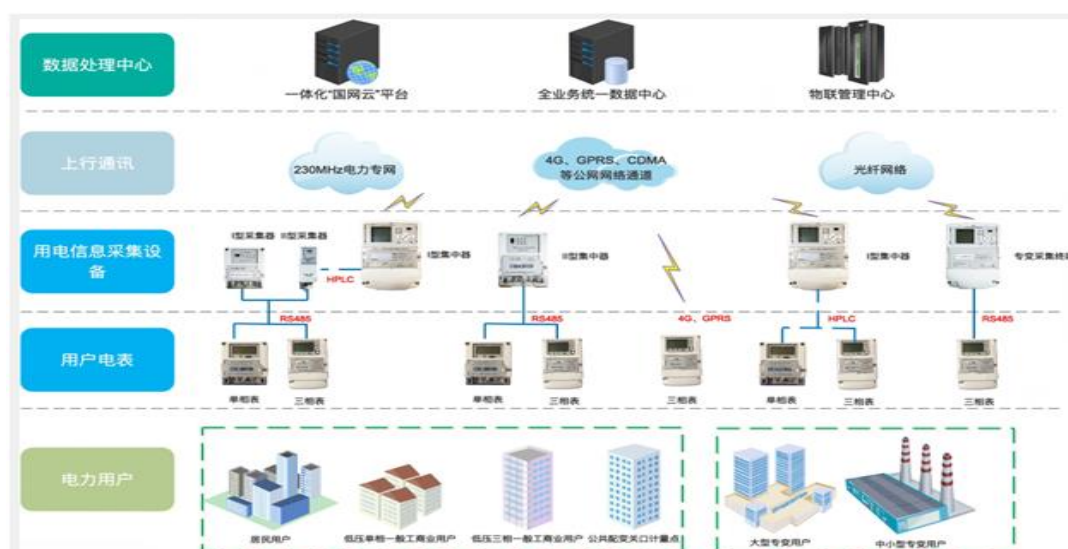 数据处理中心
一体化“国网云”平台
全业务统一数据中心
物联管理中心
上行通讯
230MHz电力专网
4G、GPRS、CDMA
等公网网络通道
光纤网络
用电信息采集设
备
I型采集器
II型采集器
I型集中器
II型集中器
I型集中器
专变采集终
HPLC
RS485
RS485
4G、GPRS
HPLC
RS485
用户电表
单相表
三相表
单相表
三相表
三相表
单相表
三相表
三相表
电力用户
居民用户
低压单相一般工商业用户
低压三相一般工商业用户
公共配变关口计量点
大型专变用户
中小型专变用户